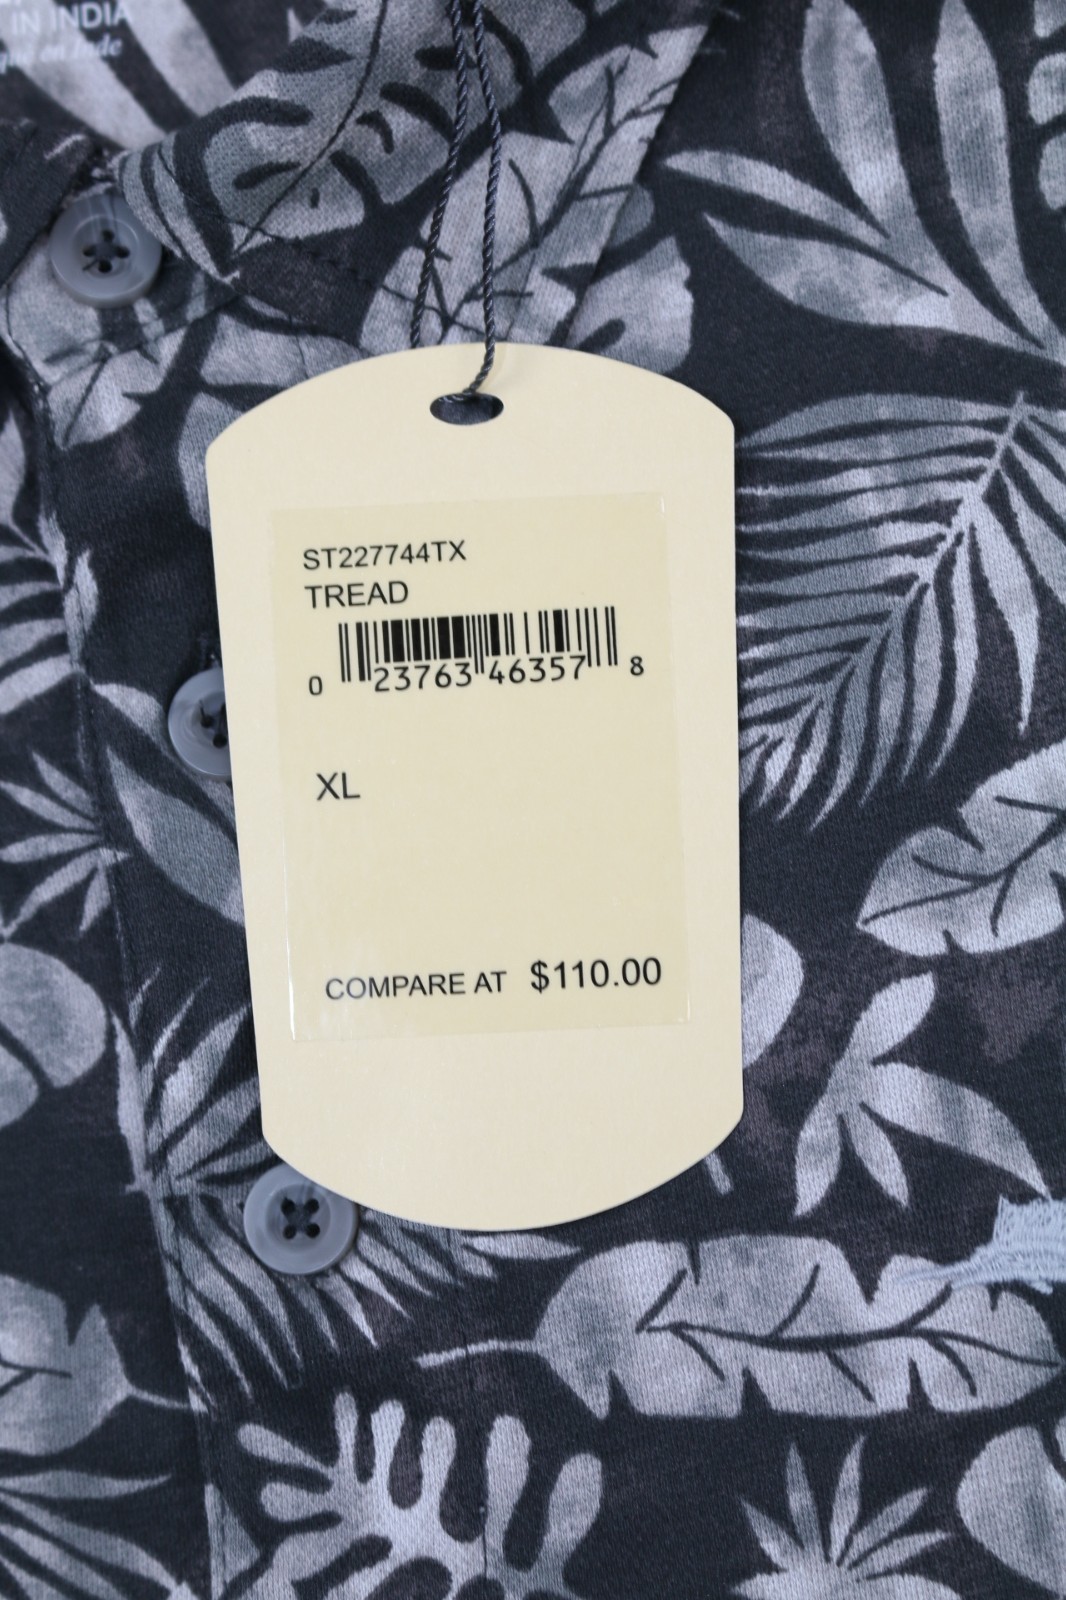 IN INDIA
ST227744TX
TREAD
0 23763 46357 8
XL
COMPARE AT $110.00